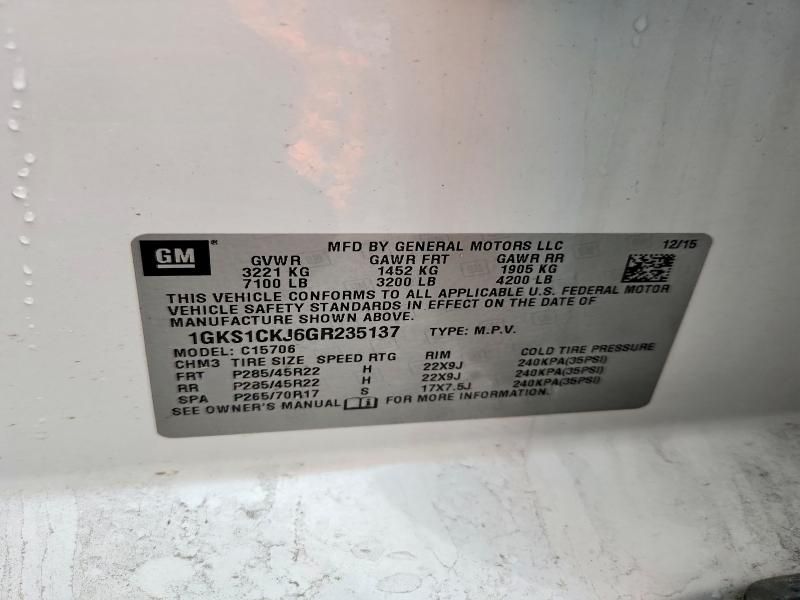 GM® MFD BY GENERAL MOTORS LLC 12/15
GVWR GAWR FRT GAWR RR
3221 KG 1452 KG 1905 KG
7100 LB 3200 LB 4200 LB
THIS VEHICLE CONFORMS TO ALL APPLICABLE U.S. FEDERAL MOTOR
VEHICLE SAFETY STANDARDS IN EFFECT ON THE DATE OF
MANUFACTURE SHOWN ABOVE.
1GKS1CKJ6GR235137 TYPE: M.P.V.
MODEL: C15706
CHM3 TIRE SIZE SPEED RTG RIM COLD TIRE PRESSURE
FRT P285/45R22 H 22X9J 240KPA(35PSI)
RR P285/45R22 H 22X9J 240KPA(35PSI)
SPA P265/70R17 S 17X7.5J 240KPA(35PSI)
SEE OWNER'S MANUAL FOR MORE INFORMATION.